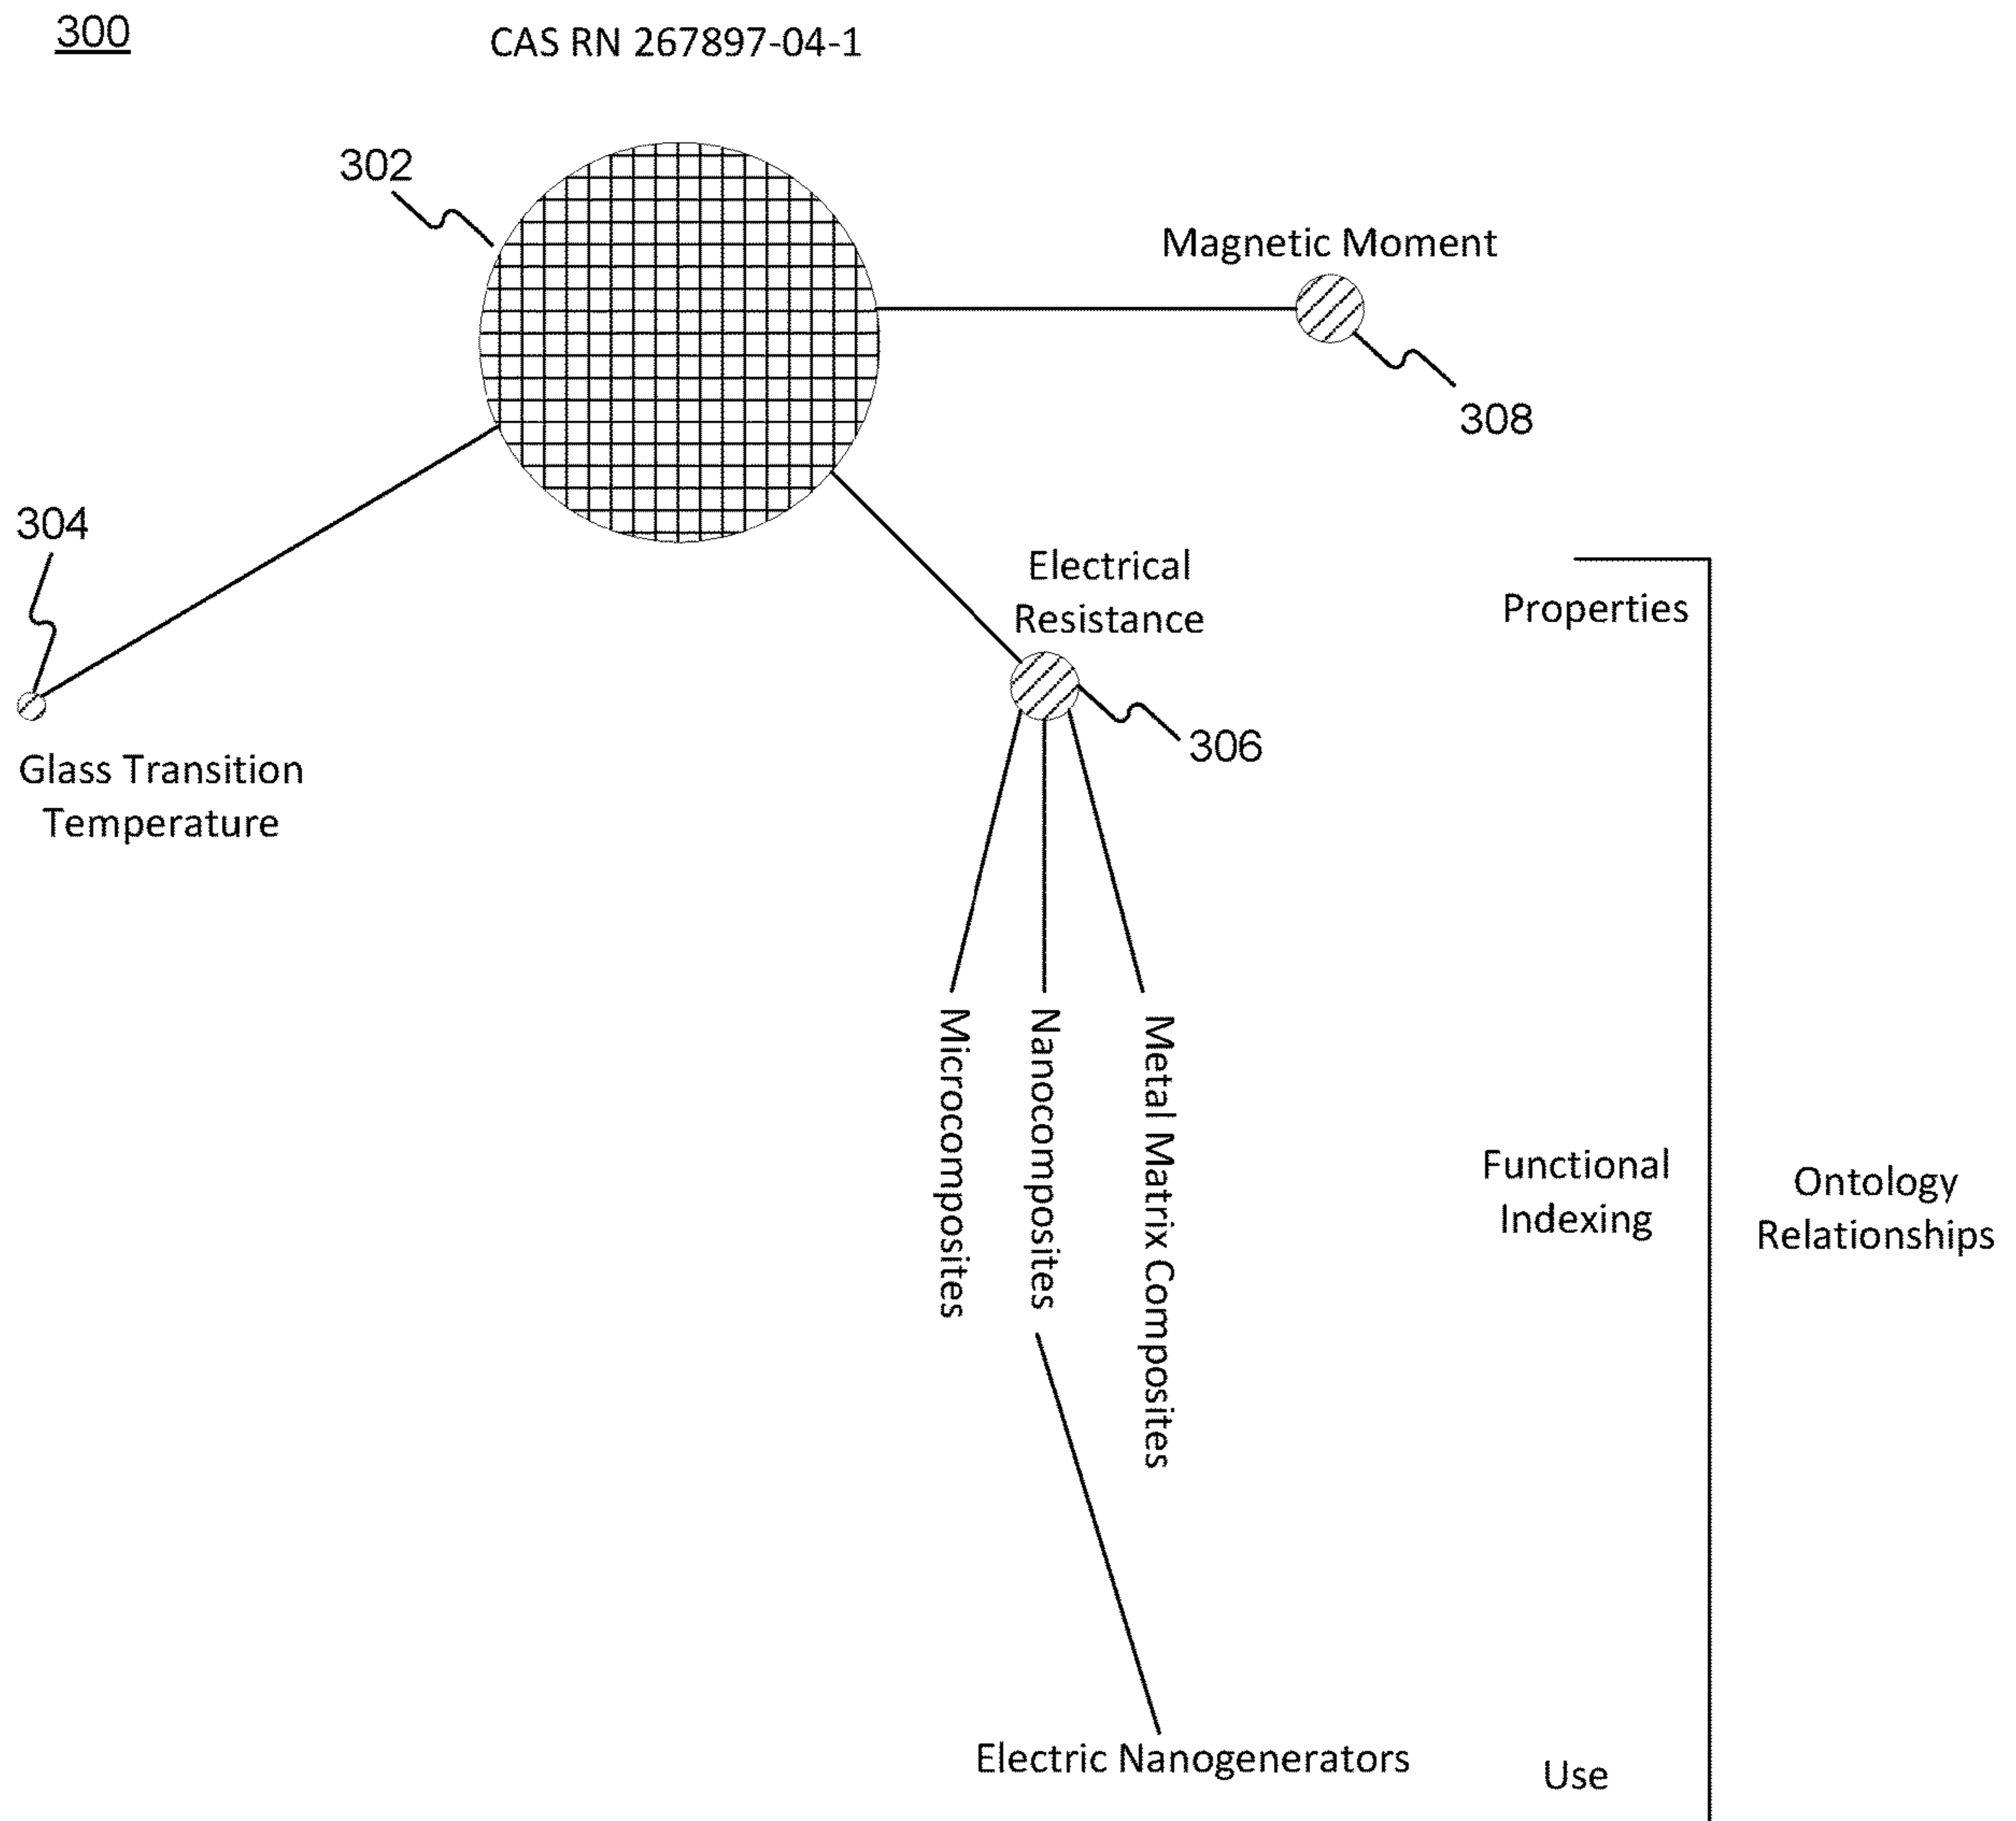 300
CAS RN 267897-04-1
302
Magnetic Moment
308
304
Electrical
Resistance
Properties
306
Glass Transition
Temperature
Microcomposites
Nanocomposites
Metal Matrix Composites
Functional
Indexing
Ontology
Relationships
Electric Nanogenerators
Use